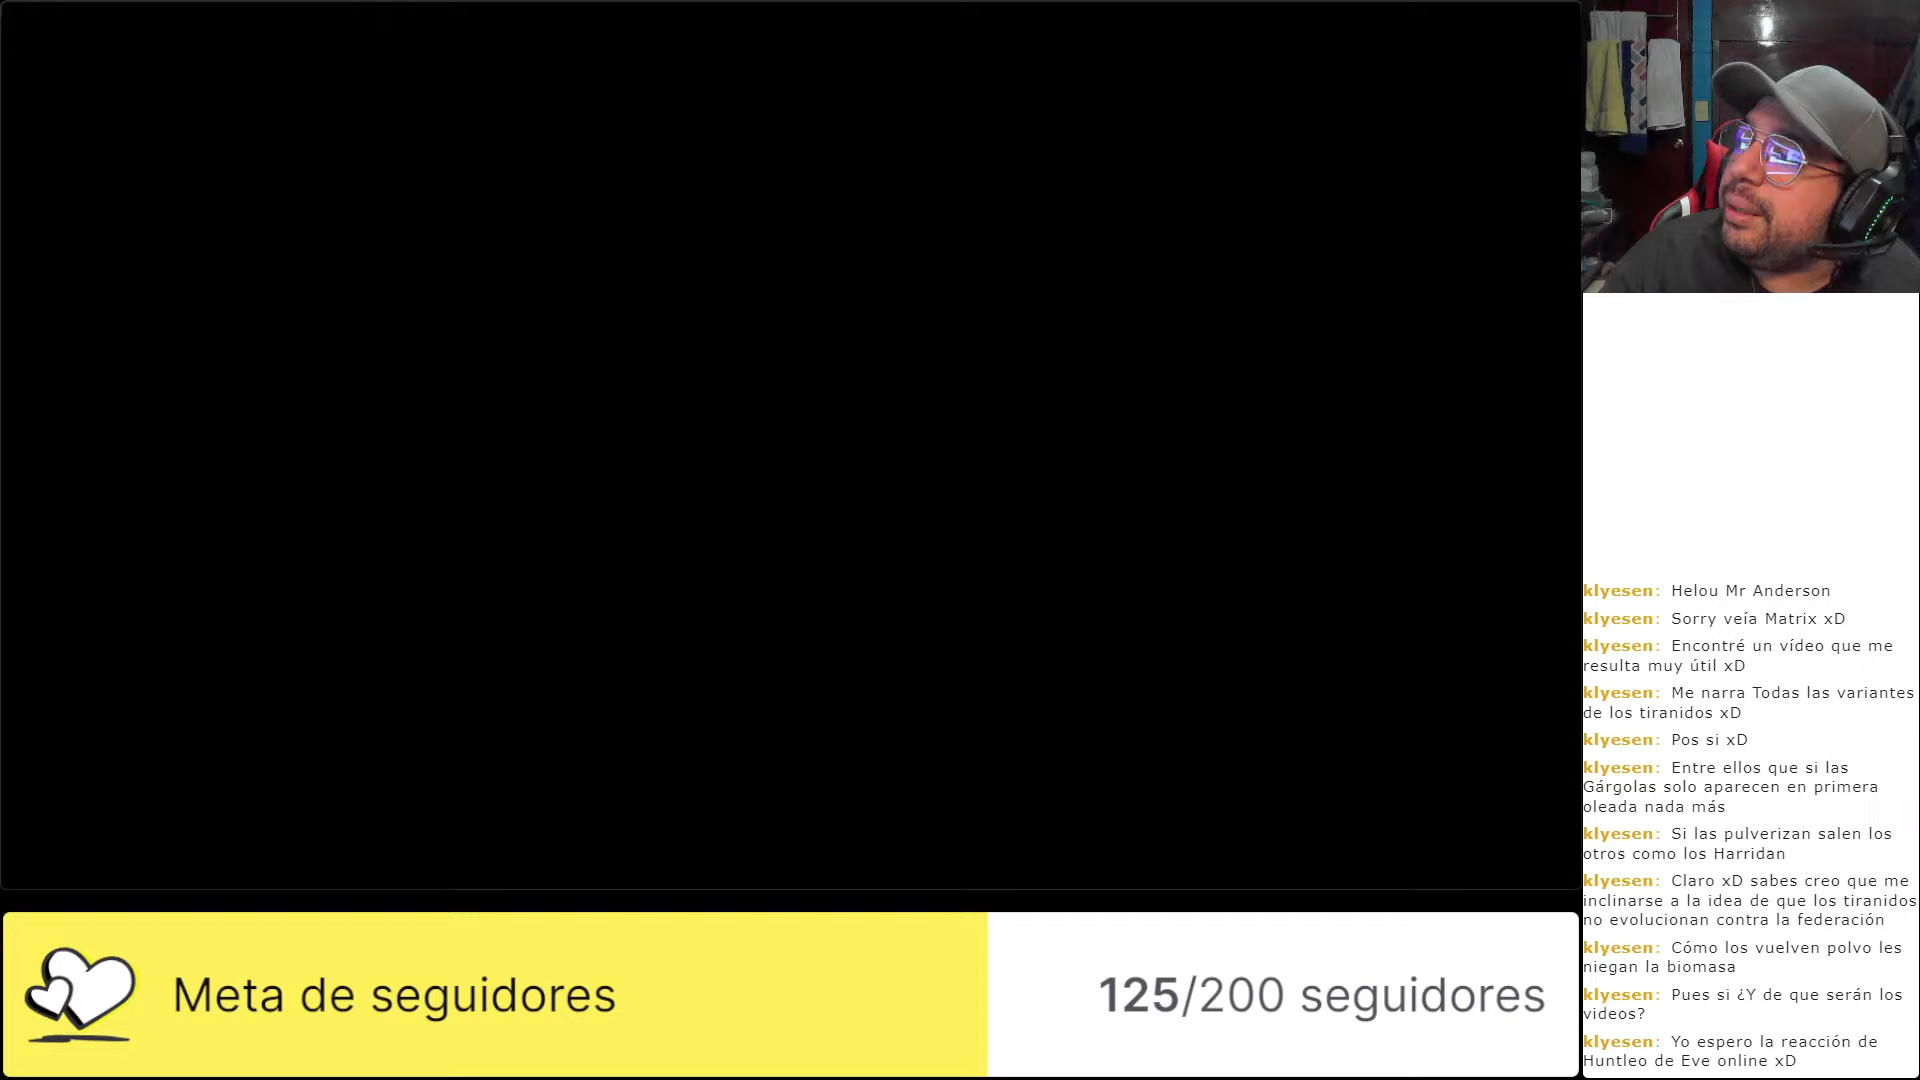 klyesen: Helou Mr Anderson
klyesen: Sorry veía Matrix xD
klyesen: Encontré un vídeo que me
resulta muy útil xD
klyesen: Me narra Todas las variantes
de los tiranidos xD
klyesen: Pos si xD
klyesen: Entre ellos que si las
Gárgolas solo aparecen en primera
oleada nada más
klyesen: Si las pulverizan salen los
otros como los Harridan
klyesen: Claro xD sabes creo que me
inclinarse a la idea de que los tiranidos
no evolucionan contra la federación
klyesen: Cómo los vuelven polvo les
niegan la biomasa
klyesen: Pues si ¿Y de que serán los
videos?
klyesen: Yo espero la reacción de
Huntleo de Eve online xD
Meta de seguidores
125/200 seguidores